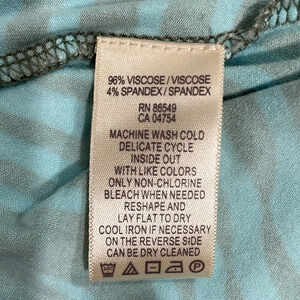 96% VISCOSE / VISCOSE
4% SPANDEX / SPANDEX
RN 86549
CA 04754
MACHINE WASH COLD
DELICATE CYCLE
INSIDE OUT
WITH LIKE COLORS
ONLY NON-CHLORINE
BLEACH WHEN NEEDED
RESHAPE AND
LAY FLAT TO DRY
COOL IRON IF NECESSARY
ON THE REVERSE SIDE
CAN BE DRY CLEANED